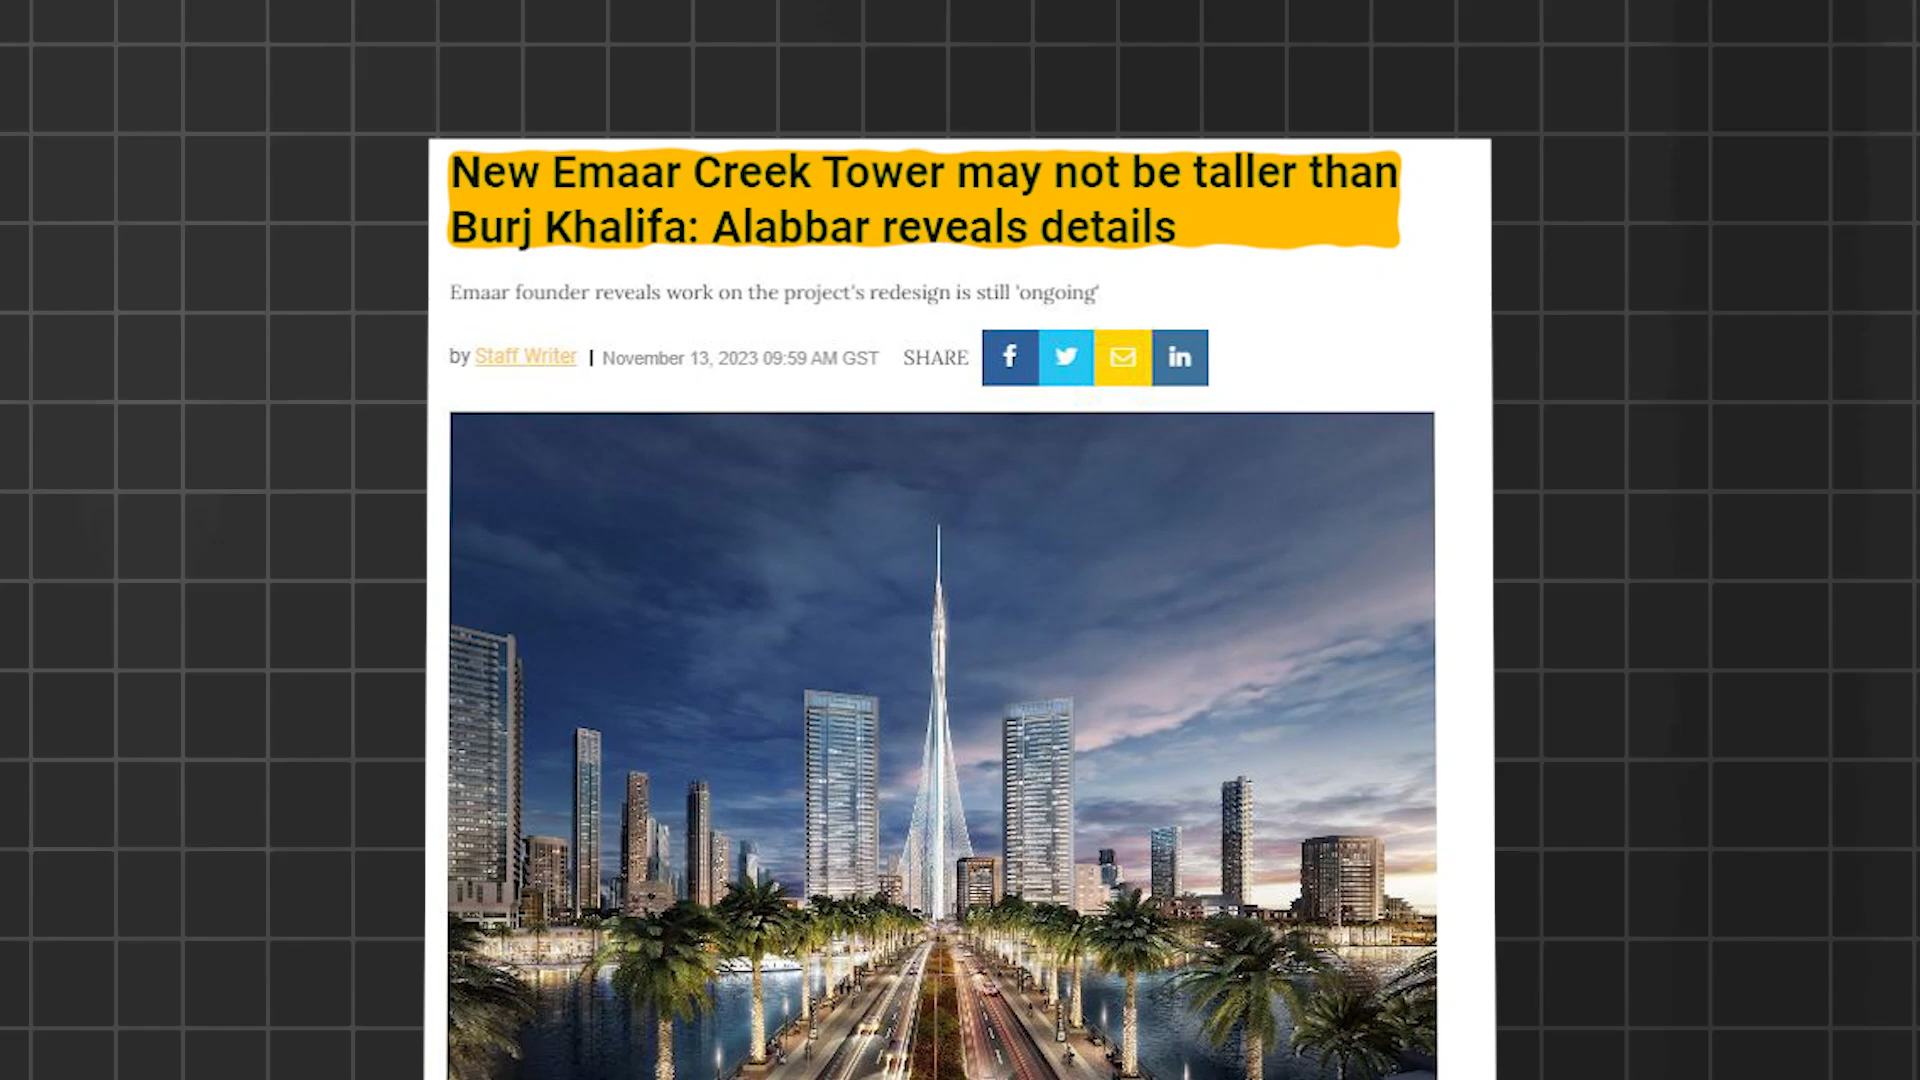 New Emaar Creek Tower may not be taller than
Burj Khalifa: Alabbar reveals details
Emaar founder reveals work on the project's redesign is still 'ongoing'
by Staff Writer | November 13, 2023 09:59 AM GST SHARE